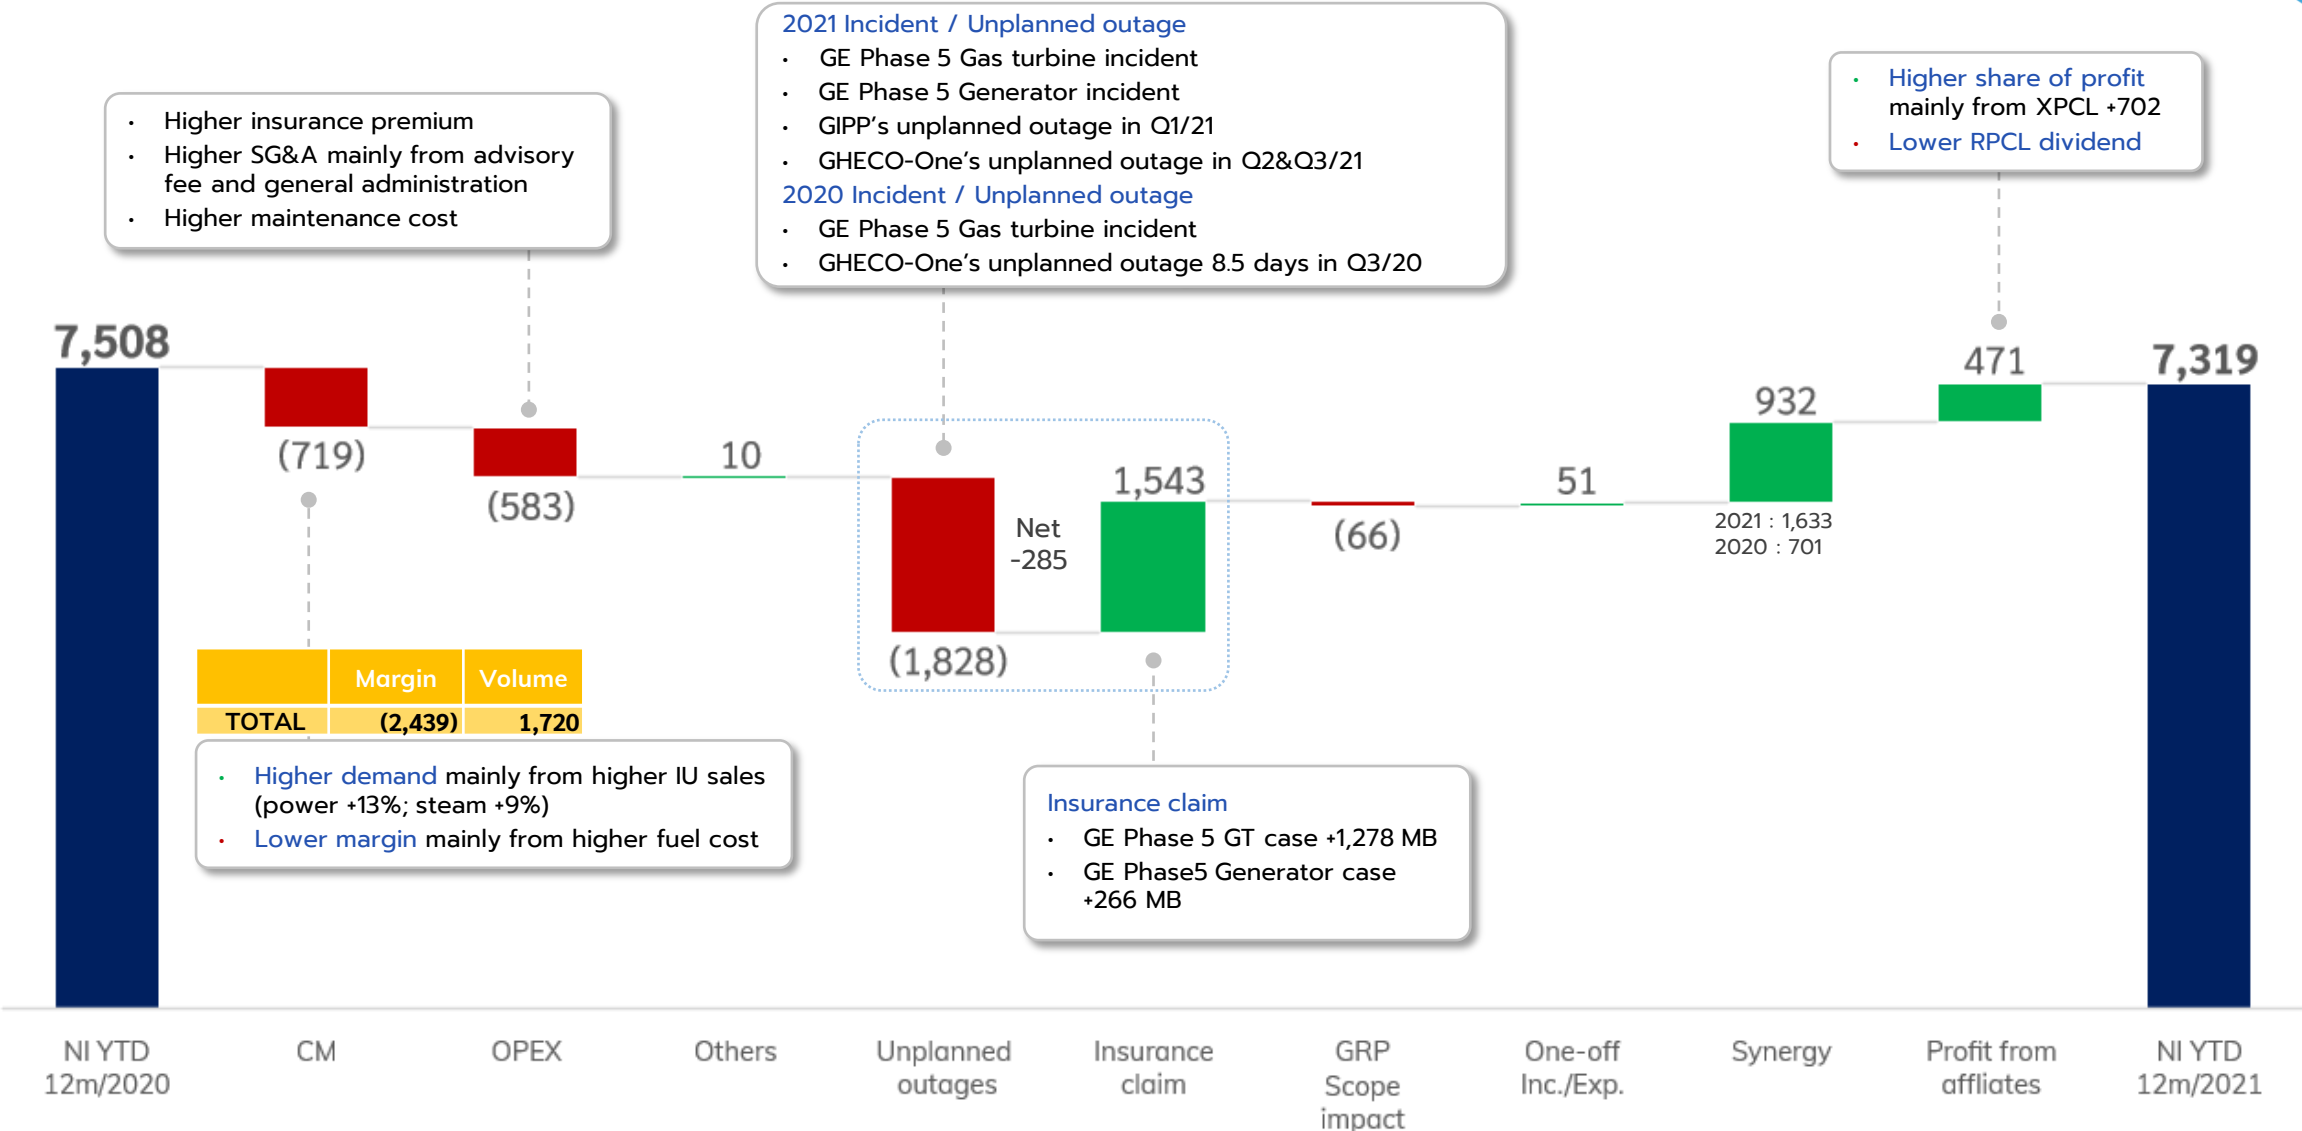 2021 Incident / Unplanned outage
• GE Phase 5 Gas turbine incident
• GE Phase 5 Generator incident
• GIPP's unplanned outage in Q1/21
• GHECO-One's unplanned outage in Q2&Q3/21
2020 Incident / Unplanned outage
• GE Phase 5 Gas turbine incident
• GHECO-One's unplanned outage 8.5 days in Q3/20
• Higher insurance premium
• Higher SG&A mainly from advisory
fee and general administration
• Higher maintenance cost
• Higher share of profit
mainly from XPCL +702
• Lower RPCL dividend
7,508
(719)
(583)
10
(1,828)
Net
-285
1,543
(66)
51
932
2021 : 1,633
2020 : 701
471
7,319
Margin Volume
TOTAL (2,439) 1,720
• Higher demand mainly from higher IU sales
(power +13%; steam +9%)
• Lower margin mainly from higher fuel cost
Insurance claim
• GE Phase 5 GT case +1,278 MB
• GE Phase5 Generator case
+266 MB
NI YTD
12m/2020
CM
OPEX
Others
Unplanned
outages
Insurance
claim
GRP
Scope
impact
One-off
Inc./Exp.
Synergy
Profit from
affliates
NI YTD
12m/2021